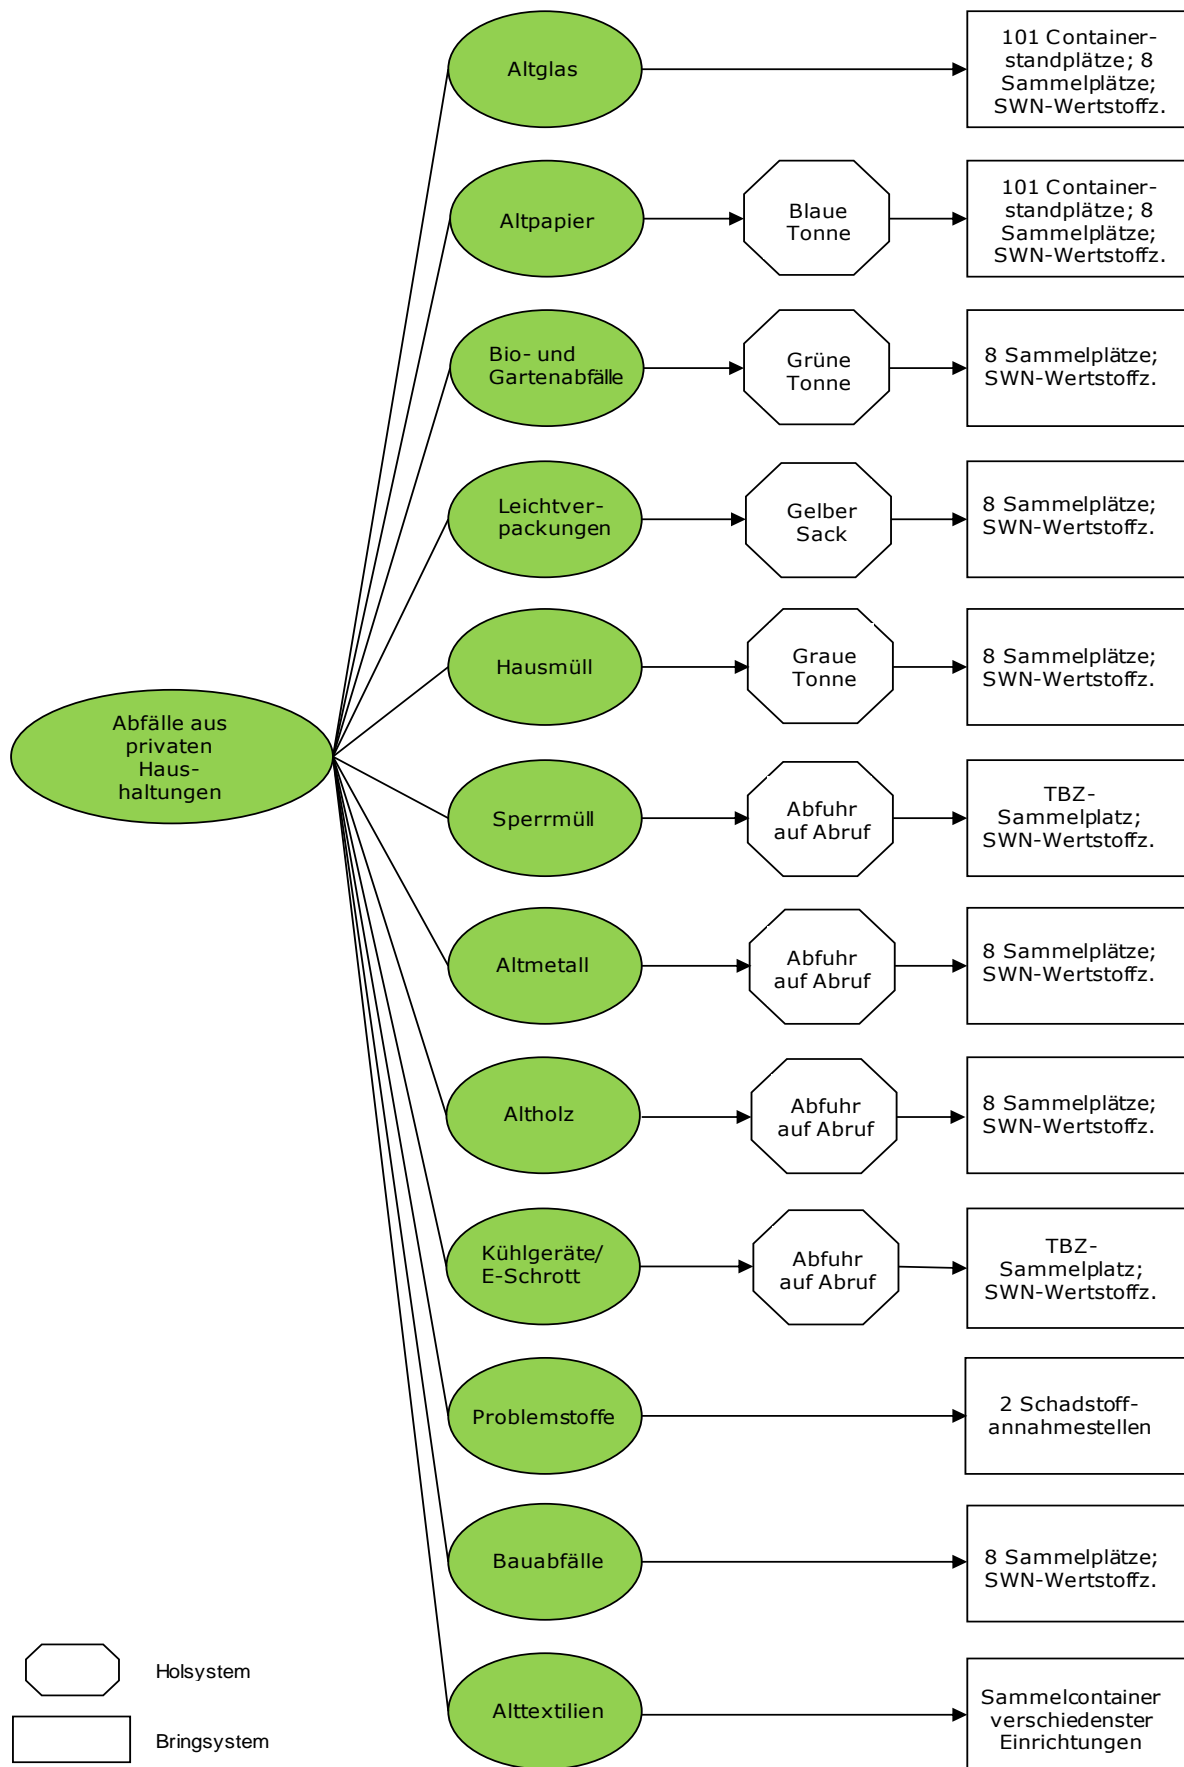 Altglas
101 Container-
standplätze; 8
Sammelplätze;
SWN-Wertstoffz.
Altpapier
Blaue
Tonne
101 Container-
standplätze; 8
Sammelplätze;
SWN-Wertstoffz.
Bio- und
Gartenabfälle
Grüne
Tonne
8 Sammelplätze;
SWN-Wertstoffz.
Leichtver-
packungen
Gelber
Sack
8 Sammelplätze;
SWN-Wertstoffz.
Hausmüll
Graue
Tonne
8 Sammelplätze;
SWN-Wertstoffz.
Abfälle aus
privaten
Haus-
haltungen
Sperrmüll
Abfuhr
auf Abruf
TBZ-
Sammelplatz;
SWN-Wertstoffz.
Altmetall
Abfuhr
auf Abruf
8 Sammelplätze;
SWN-Wertstoffz.
Altholz
Abfuhr
auf Abruf
8 Sammelplätze;
SWN-Wertstoffz.
Kühlgeräte/
E-Schrott
Abfuhr
auf Abruf
TBZ-
Sammelplatz;
SWN-Wertstoffz.
Problemstoffe
2 Schadstoff-
annahmestellen
Bauabfälle
8 Sammelplätze;
SWN-Wertstoffz.
Alttextilien
Sammelcontainer
verschiedenster
Einrichtungen
Holsystem
Bringsystem